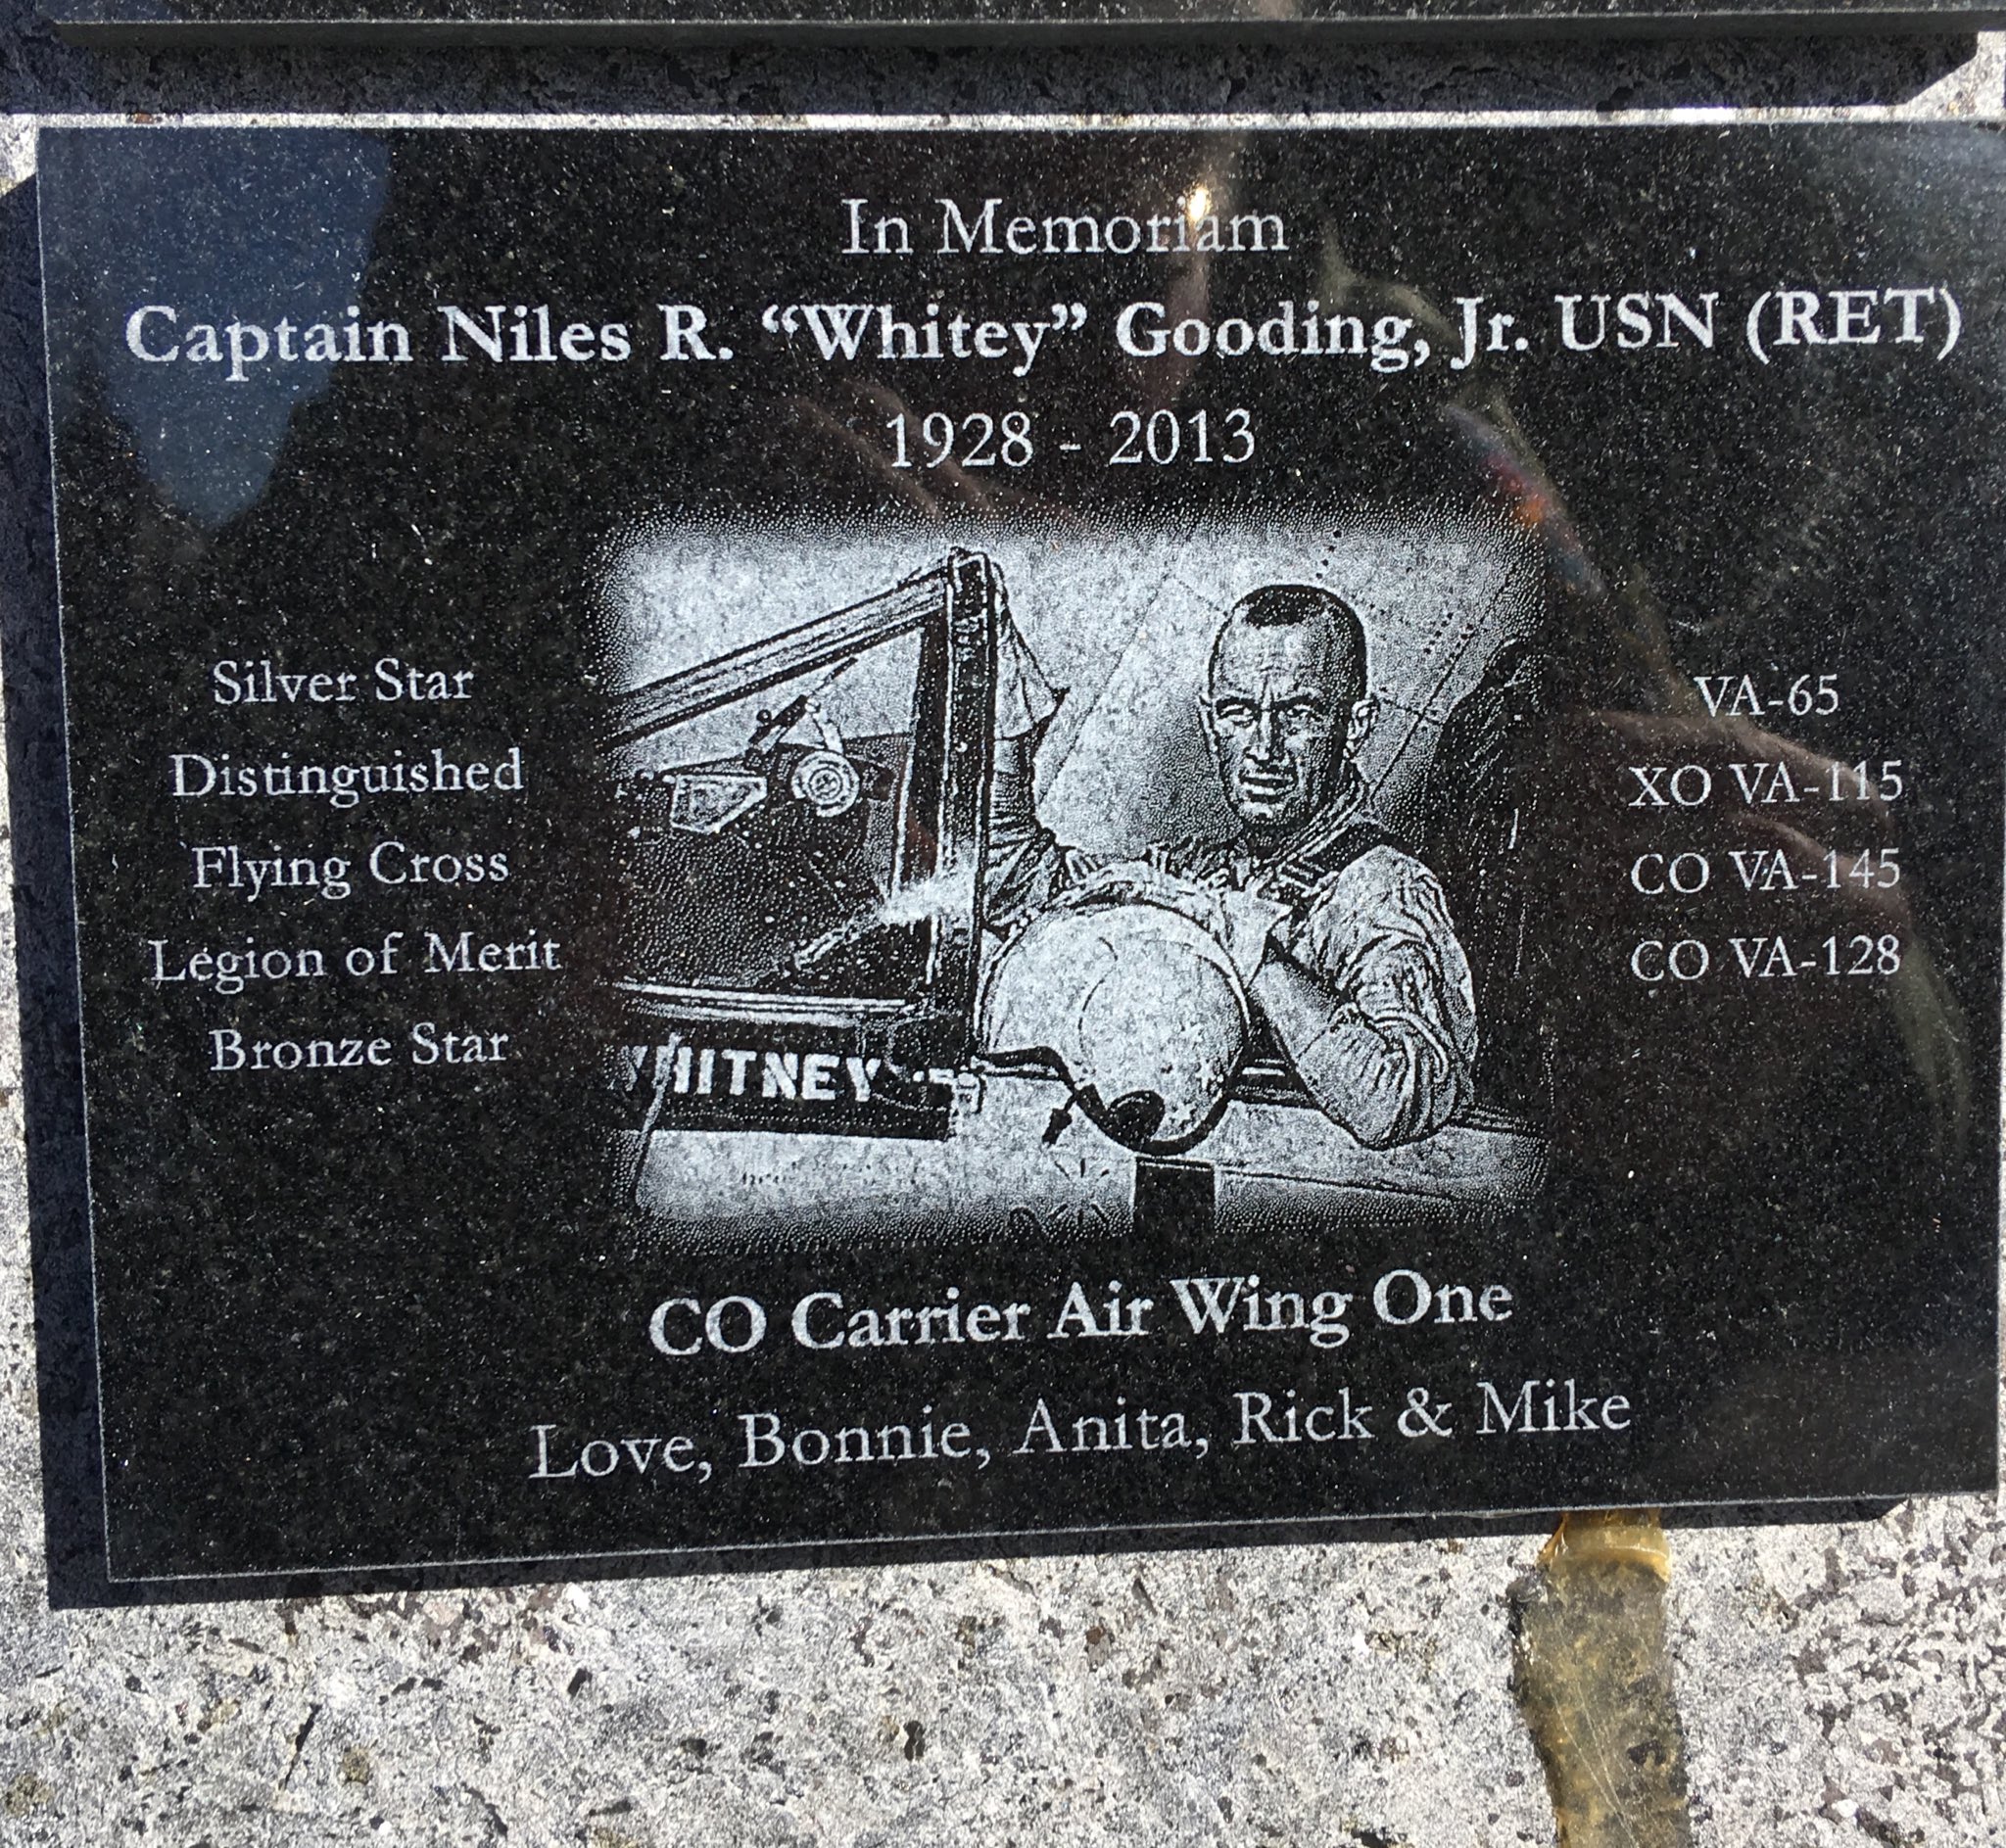 In Memoriam
Captain Niles R. “Whitey” Gooding, Jr. USN (RET)
1928 - 2013
Silver Star
Distinguished
Flying Cross
Legion of Merit
Bronze Star
WHITNEY
VA-65
XO VA-115
CO VA-145
CO VA-128
CO Carrier Air Wing One
Love, Bonnie, Anita, Rick & Mike